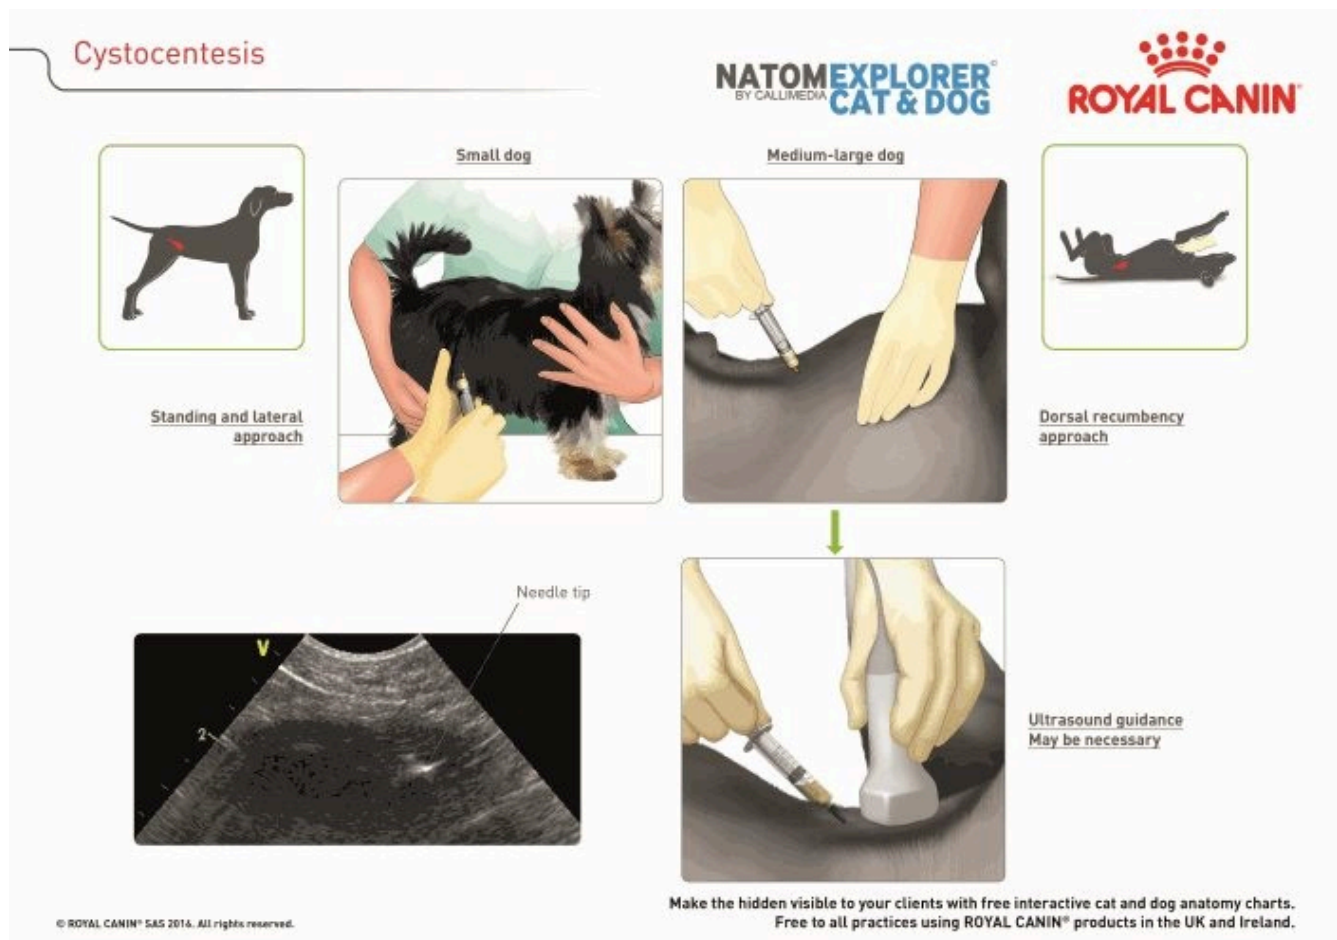 Cystocentesis
NATOMEXPLORER©
BY CALLIMEDIA
CAT & DOG
ROYAL CANIN®
Small dog
Medium-large dog
Standing and lateral
approach
Dorsal recumbency
approach
Needle tip
V
2
Ultrasound guidance
May be necessary
Make the hidden visible to your clients with free interactive cat and dog anatomy charts.
Free to all practices using ROYAL CANIN® products in the UK and Ireland.
© ROYAL CANIN® SAS 2016. All rights reserved.